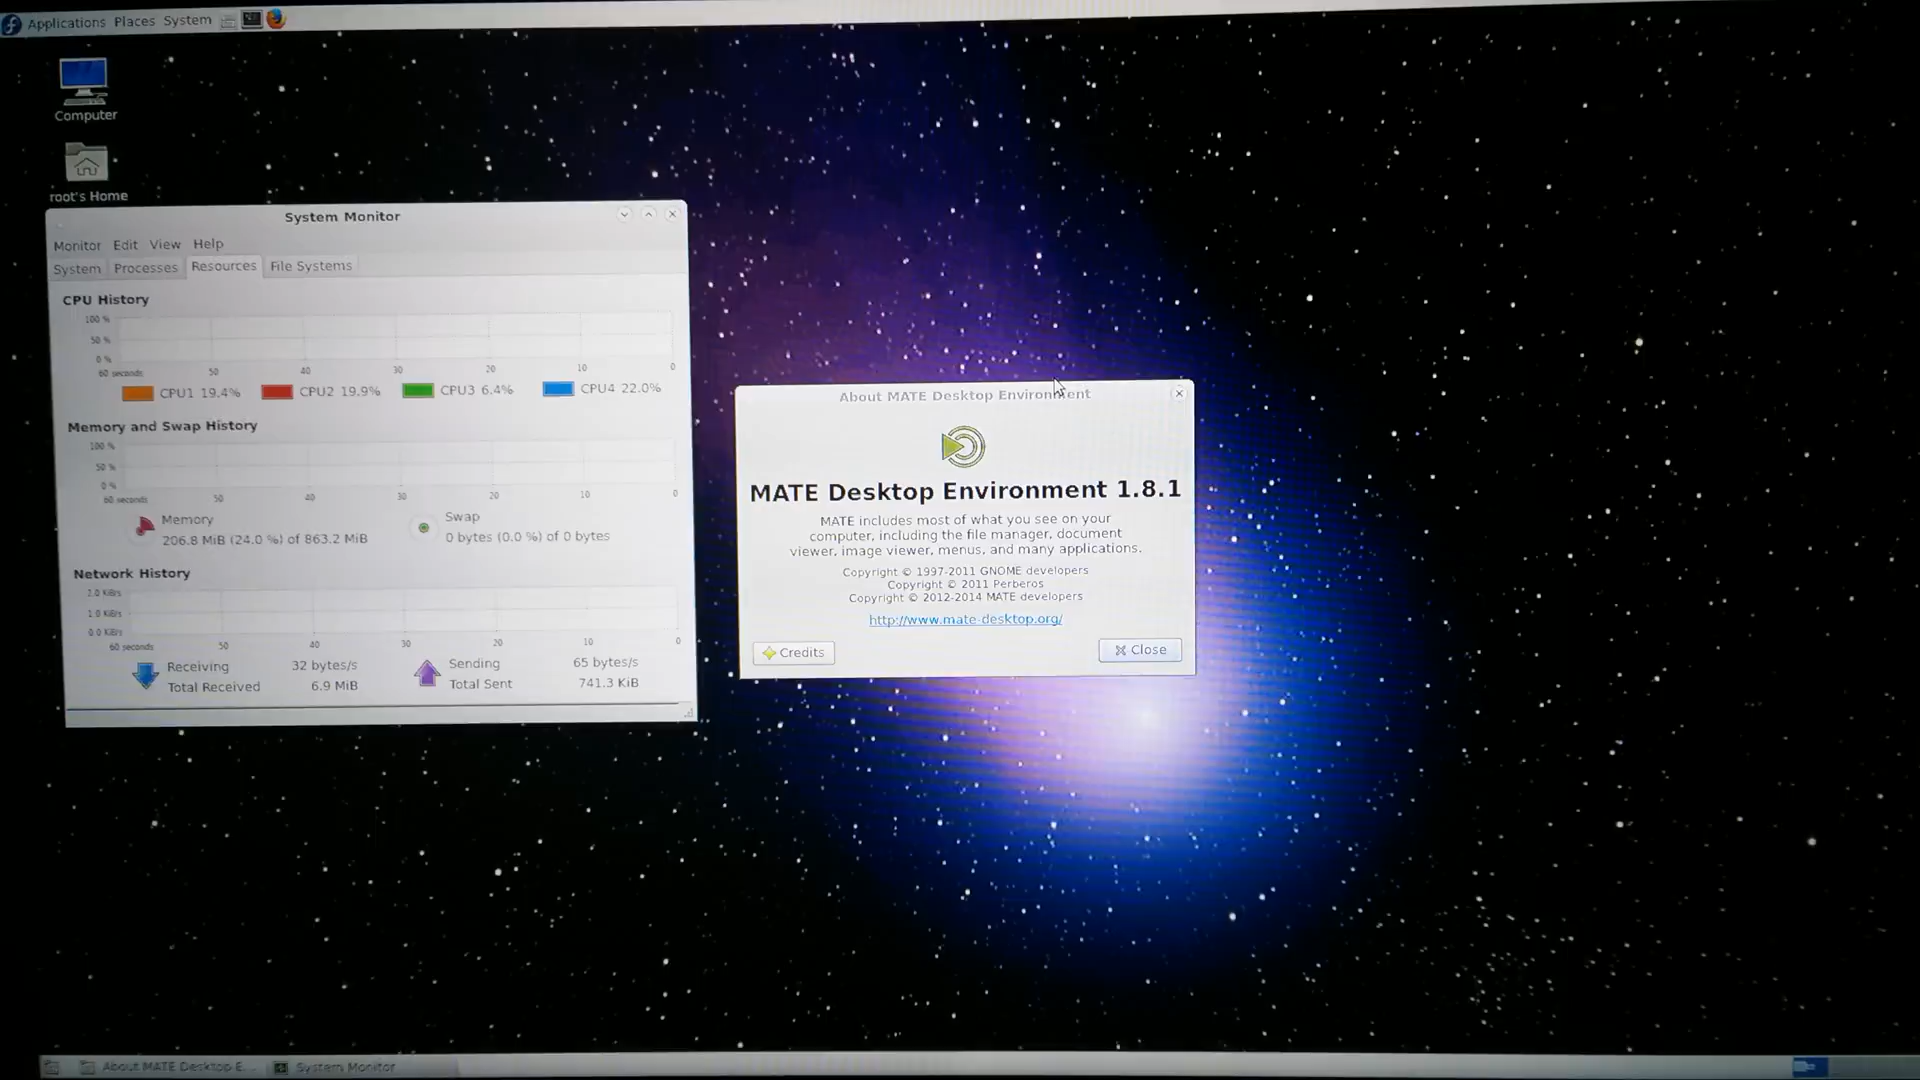 Applications Places System
Computer
root's Home
System Monitor
Monitor Edit View Help
System Processes Resources File Systems
CPU History
100 %
50 %
0 %
60 seconds 50 40 30 20 10 0
CPU1 19.4% CPU2 19.9% CPU3 6.4% CPU4 22.0%
Memory and Swap History
100 %
50 %
0 %
60 seconds 50 40 30 20 10 0
Memory
206.8 MiB (24.0 %) of 863.2 MiB
Swap
0 bytes (0.0 %) of 0 bytes
Network History
2.0 KiB/s
1.0 KiB/s
0.0 KiB/s
60 seconds 50 40 30 20 10 0
Receiving 32 bytes/s
Total Received 6.9 MiB
Sending 65 bytes/s
Total Sent 741.3 KiB
About MATE Desktop Environment
MATE Desktop Environment 1.8.1
MATE includes most of what you see on your
computer, including the file manager, document
viewer, image viewer, menus, and many applications.
Copyright © 1997-2011 GNOME developers
Copyright © 2011 Perberos
Copyright © 2012-2014 MATE developers
http://www.mate-desktop.org/
Credits Close
About MATE Desktop E... System Monitor